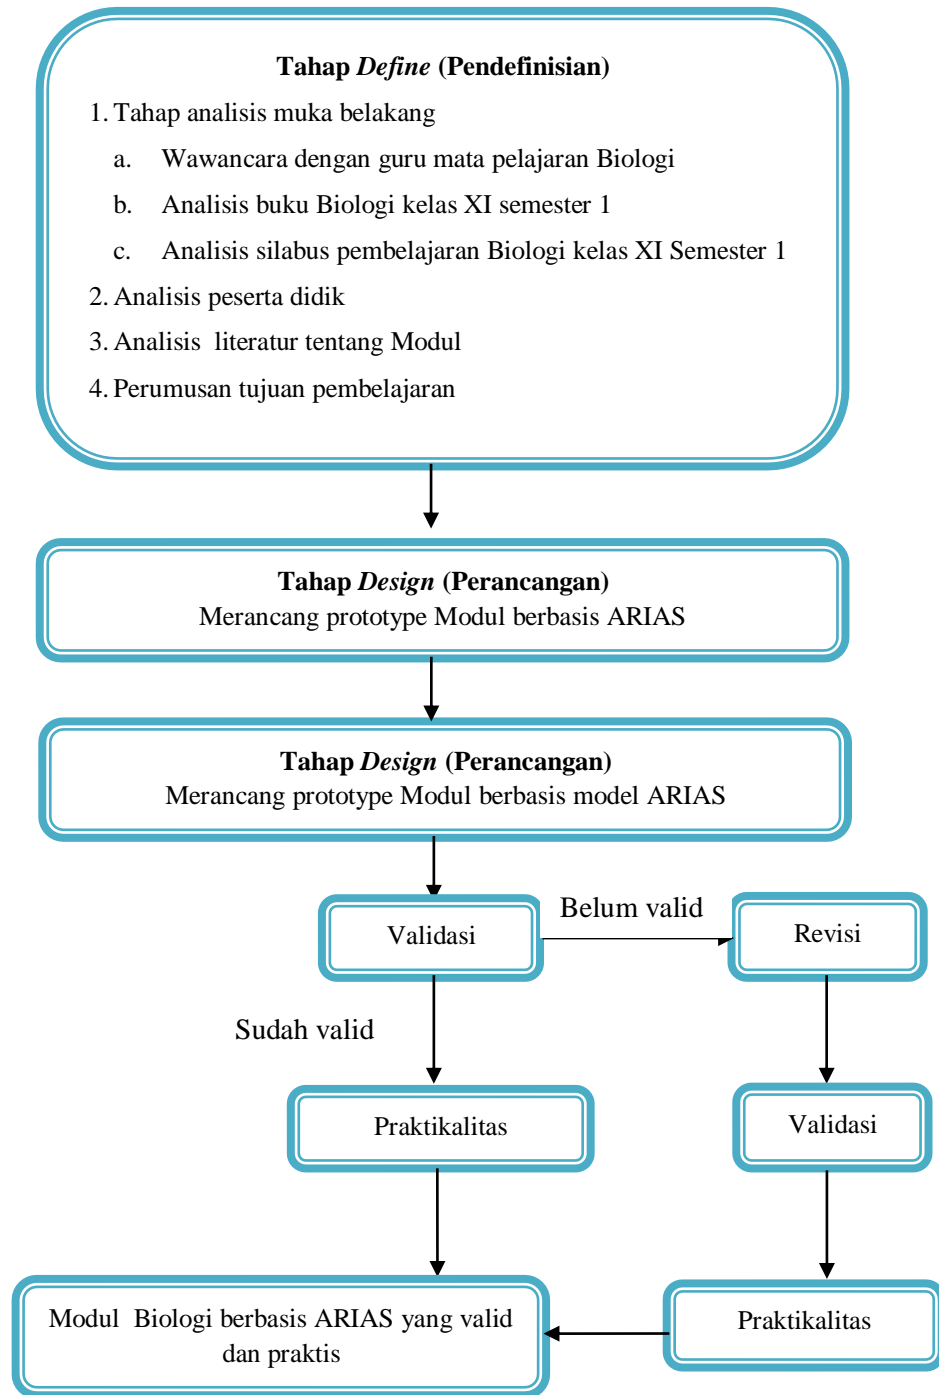 Tahap Define (Pendefinisian)
1. Tahap analisis muka belakang
a. Wawancara dengan guru mata pelajaran Biologi
b. Analisis buku Biologi kelas XI semester 1
c. Analisis silabus pembelajaran Biologi kelas XI Semester 1
2. Analisis peserta didik
3. Analisis literatur tentang Modul
4. Perumusan tujuan pembelajaran
Tahap Design (Perancangan)
Merancang prototype Modul berbasis ARIAS
Tahap Design (Perancangan)
Merancang prototype Modul berbasis model ARIAS
Validasi
Belum valid
Revisi
Sudah valid
Praktikalitas
Validasi
Modul Biologi berbasis ARIAS yang valid
dan praktis
Praktikalitas